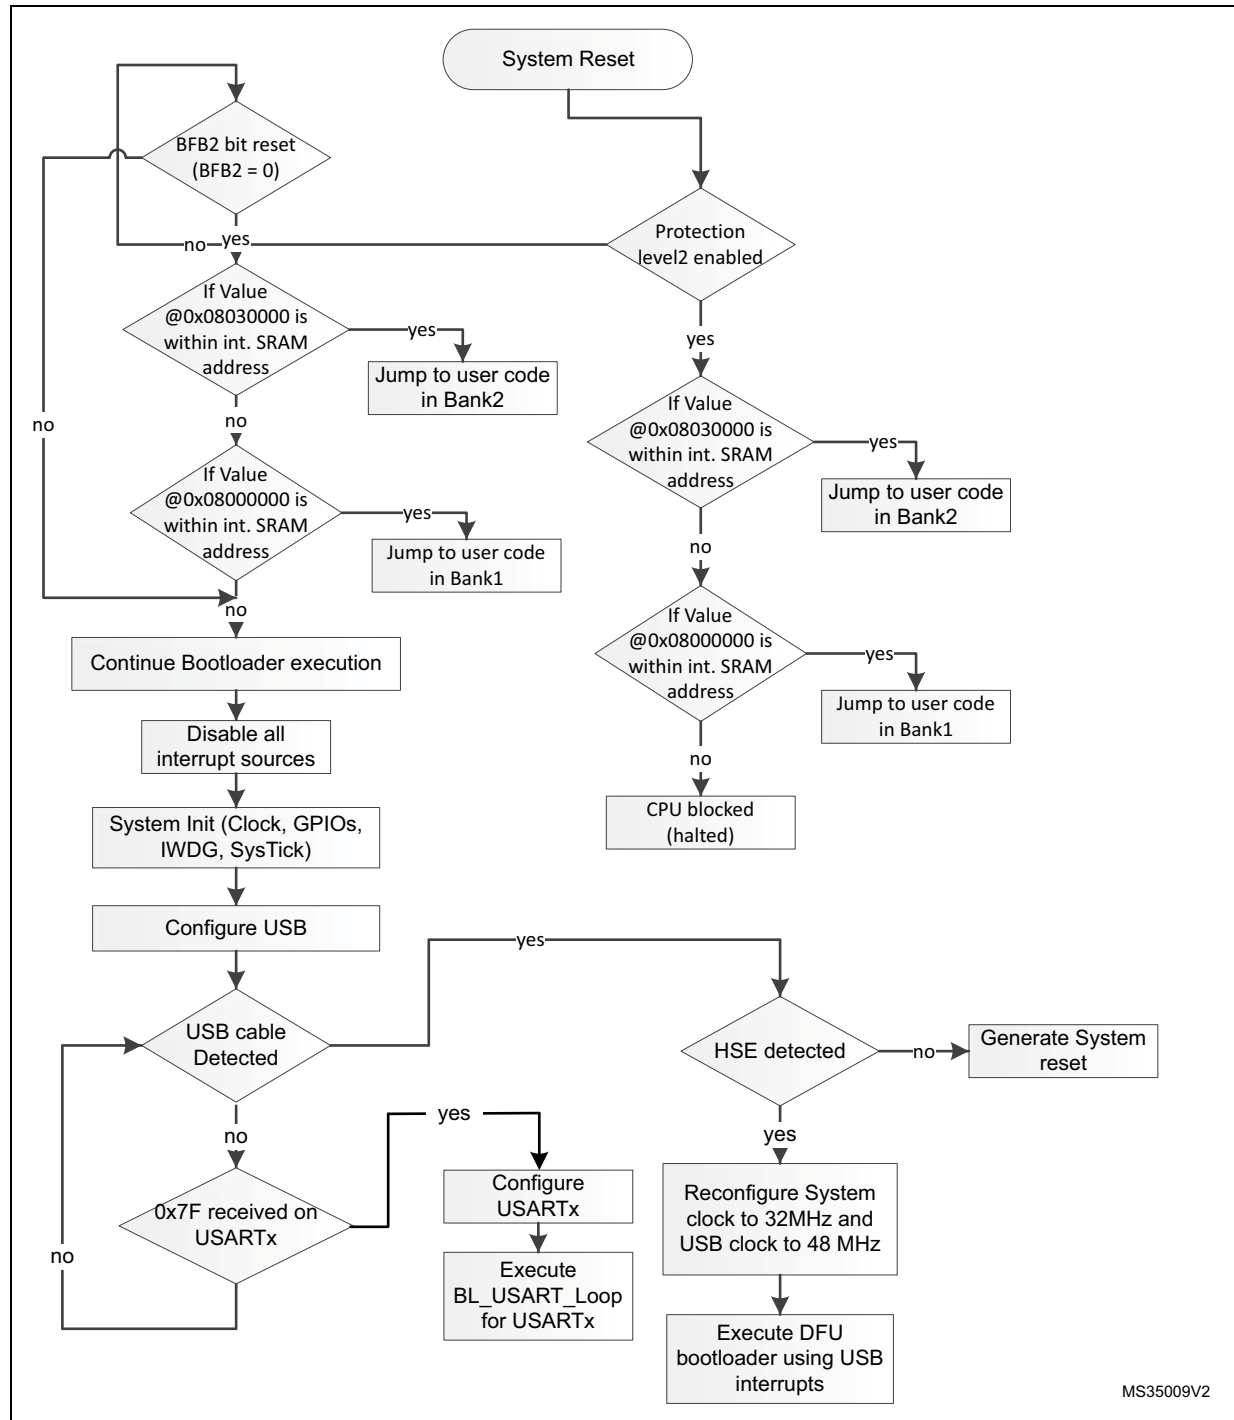 System Reset
BFB2 bit reset
(BFB2 = 0)
no
yes
Protection
level2 enabled
If Value
@0x08030000 is
within int. SRAM
address
yes
Jump to user code
in Bank2
yes
If Value
@0x08030000 is
within int. SRAM
address
yes
Jump to user code
in Bank2
no
no
If Value
@0x08000000 is
within int. SRAM
address
yes
Jump to user code
in Bank1
no
no
If Value
@0x08000000 is
within int. SRAM
address
yes
Jump to user code
in Bank1
no
CPU blocked
(halted)
Continue Bootloader execution
Disable all
interrupt sources
System Init (Clock, GPIOs,
IWDG, SysTick)
Configure USB
yes
USB cable
Detected
HSE detected
no
Generate System
reset
no
yes
yes
0x7F received on
USARTx
no
Configure
USARTx
Execute
BL_USART_Loop
for USARTx
Reconfigure System
clock to 32MHz and
USB clock to 48 MHz
Execute DFU
bootloader using USB
interrupts
MS35009V2